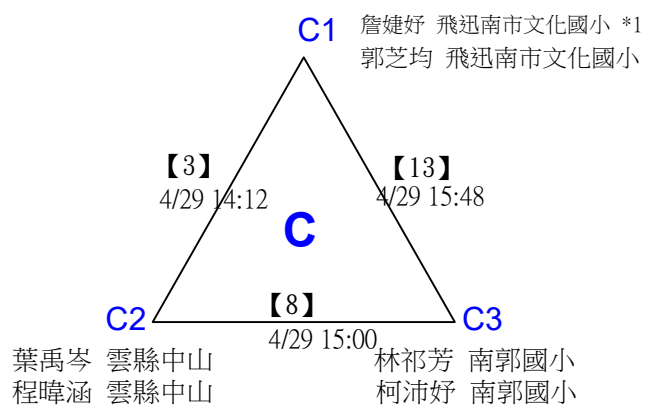 C1
詹婕妤 飛迅南市文化國小 *1
郭芝均 飛迅南市文化國小
【3】
4/29 14:12
【13】
4/29 15:48
C
C2
【8】
C3
4/29 15:00
葉禹岑 雲縣中山
林祁芳 南郭國小
程暐涵 雲縣中山
柯沛妤 南郭國小